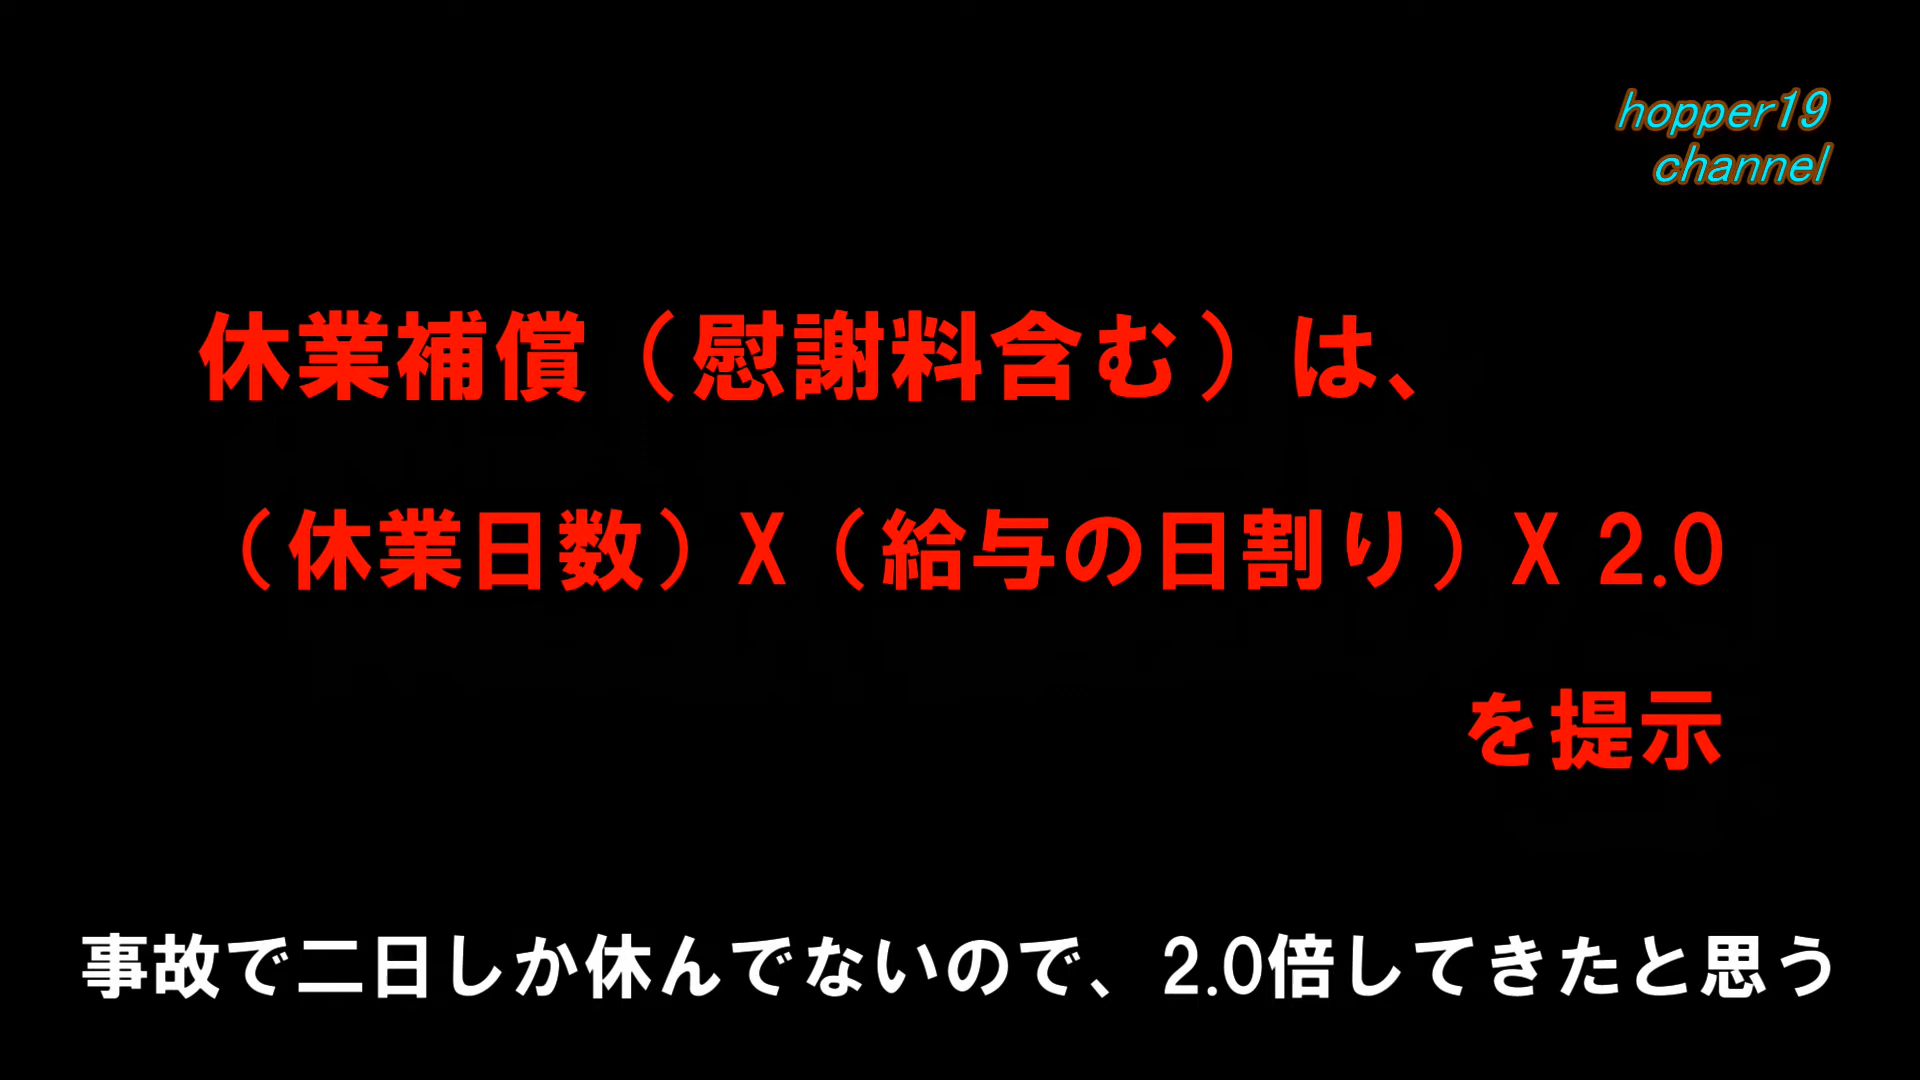 hopper19
channel
休業補償（慰謝料含む）は、
（休業日数）X（給与の日割り）X 2.0
を提示
事故で二日しか休んでないので、2.0倍してきたと思う